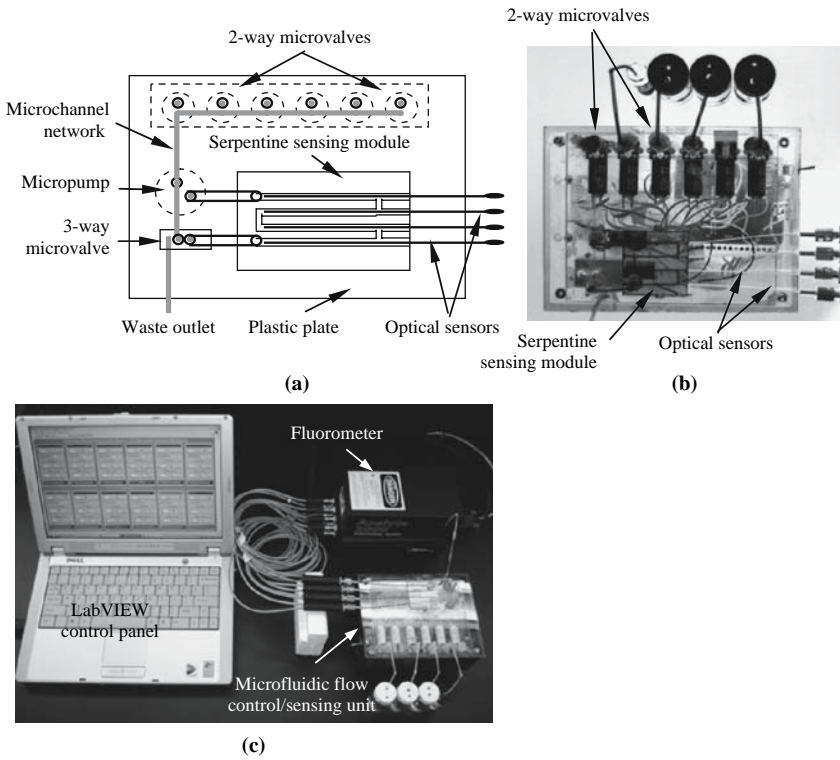 2-way microvalves
Microchannel
network
Serpentine sensing module
Micropump
3-way
microvalve
Waste outlet
Plastic plate
Optical sensors
(a)
2-way microvalves
Serpentine
sensing module
Optical sensors
(b)
Fluorometer
DELL
LabVIEW
control panel
Microfluidic flow
control/sensing unit
(c)